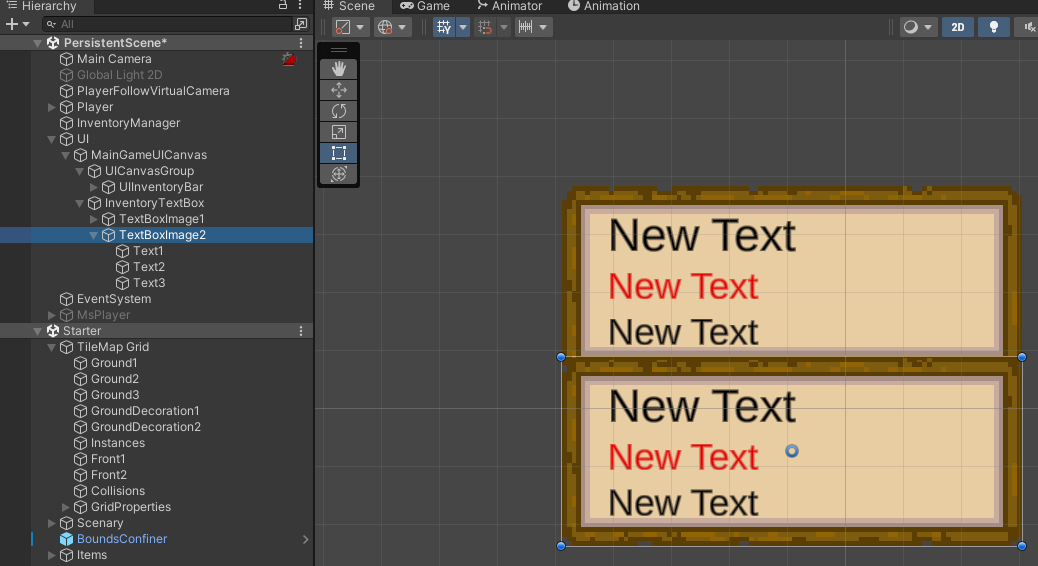 Hierarchy
Scene
Game
Animator
Animation
All
2D
PersistentScene*
Main Camera
Global Light 2D
PlayerFollowVirtualCamera
Player
InventoryManager
UI
MainGameUICanvas
UICanvasGroup
UIInventoryBar
InventoryTextBox
TextBoxImage1
TextBoxImage2
Text1
Text2
Text3
EventSystem
MsPlayer
Starter
TileMap Grid
Ground1
Ground2
Ground3
GroundDecoration1
GroundDecoration2
Instances
Front1
Front2
Collisions
GridProperties
Scenary
BoundsConfiner
Items
New Text
New Text
New Text
New Text
New Text
New Text